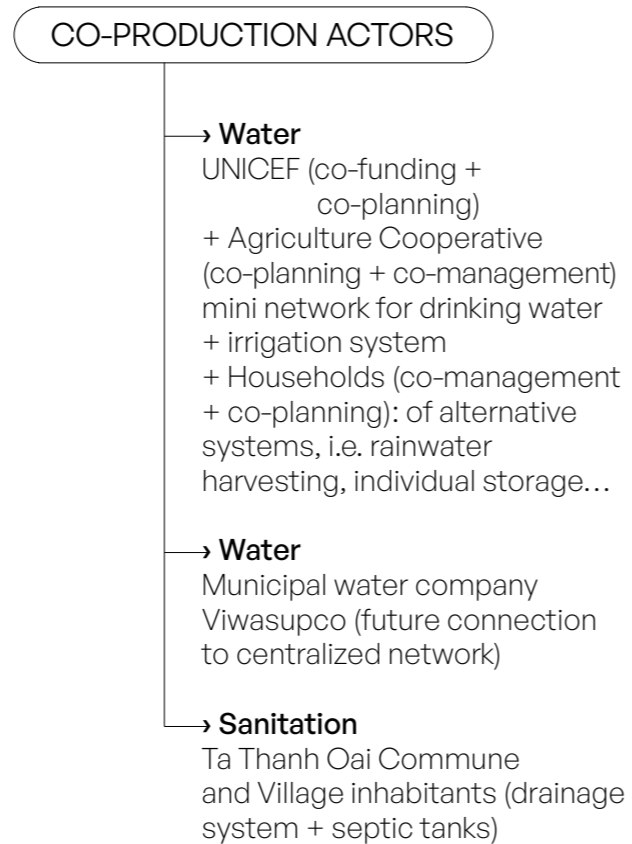 CO-PRODUCTION ACTORS
› Water
UNICEF (co-funding +
co-planning)
+ Agriculture Cooperative
(co-planning + co-management)
mini network for drinking water
+ irrigation system
+ Households (co-management
+ co-planning): of alternative
systems, i.e. rainwater
harvesting, individual storage...
› Water
Municipal water company
Viwasupco (future connection
to centralized network)
› Sanitation
Ta Thanh Oai Commune
and Village inhabitants (drainage
system + septic tanks)